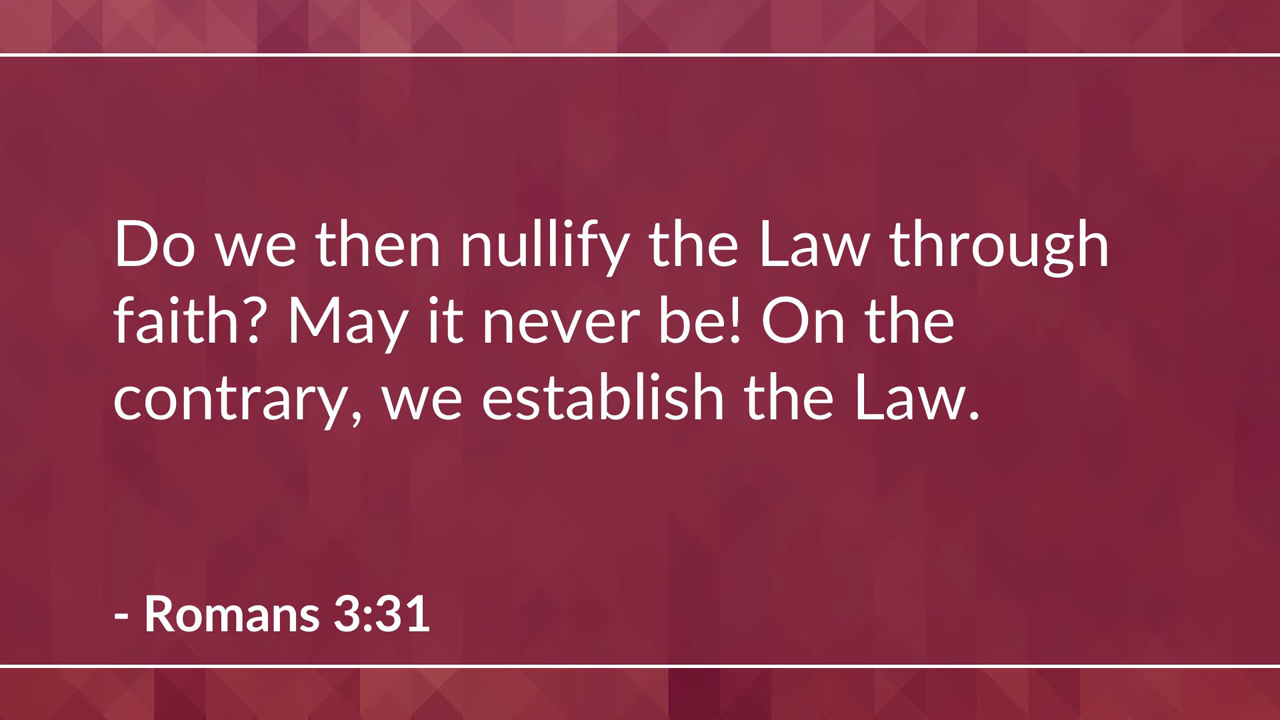 Do we then nullify the Law through
faith? May it never be! On the
contrary, we establish the Law.
- Romans 3:31